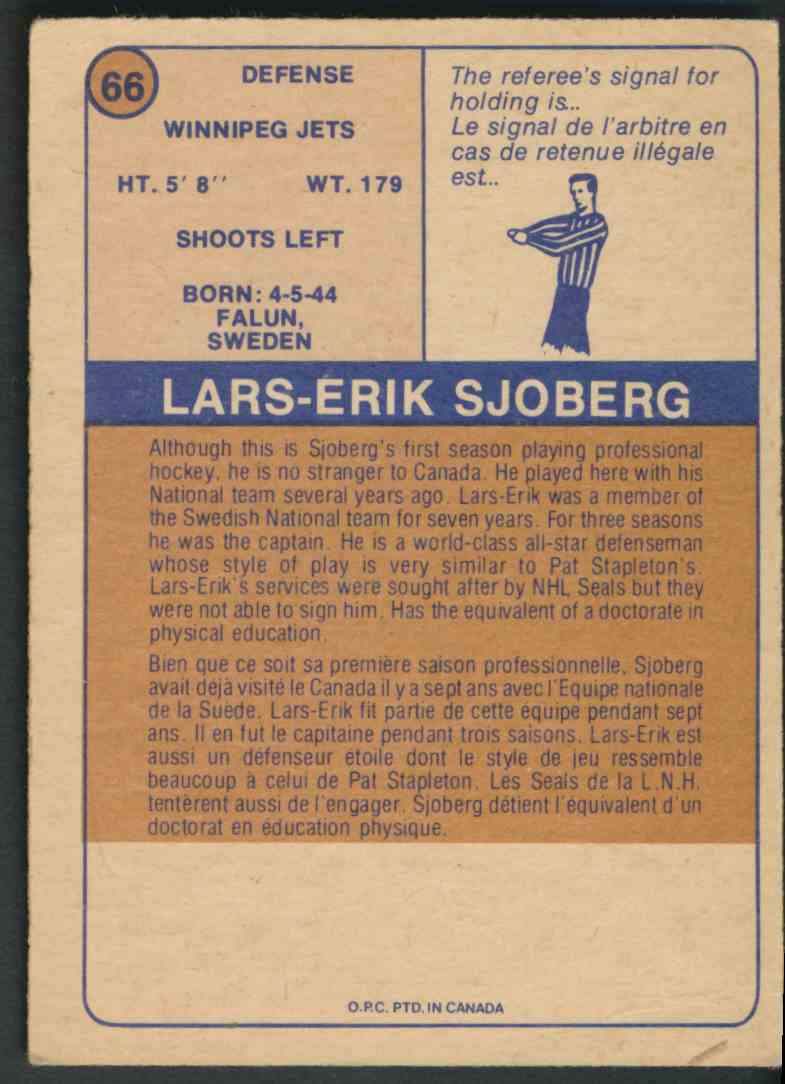 66
DEFENSE
WINNIPEG JETS
HT. 5' 8'' WT. 179
SHOOTS LEFT
BORN: 4-5-44
FALUN,
SWEDEN
The referee's signal for
holding is...
Le signal de l'arbitre en
cas de retenue illégale
est...
LARS-ERIK SJOBERG
Although this is Sjoberg's first season playing professional
hockey, he is no stranger to Canada. He played here with his
National team several years ago. Lars-Erik was a member of
the Swedish National team for seven years. For three seasons
he was the captain. He is a world-class all-star defenseman
whose style of play is very similar to Pat Stapleton's.
Lars-Erik's services were sought after by NHL Seals but they
were not able to sign him. Has the equivalent of a doctorate in
physical education.
Bien que ce soit sa première saison professionnelle, Sjoberg
avait déjà visité le Canada il y a sept ans avec l'Equipe nationale
de la Suède. Lars-Erik fit partie de cette équipe pendant sept
ans. Il en fut le capitaine pendant trois saisons. Lars-Erik est
aussi un défenseur étoile dont le style de jeu ressemble
beaucoup à celui de Pat Stapleton. Les Seals de la L.N.H.
tentèrent aussi de l'engager. Sjoberg détient l'équivalent d'un
doctorat en éducation physique.
O.P.C. PTD. IN CANADA